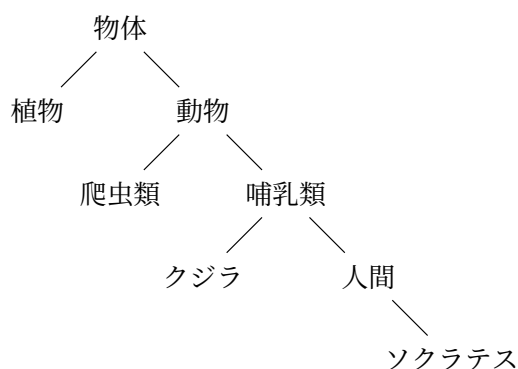 物体
植物 動物
爬虫類 哺乳類
クジラ 人間
ソクラテス